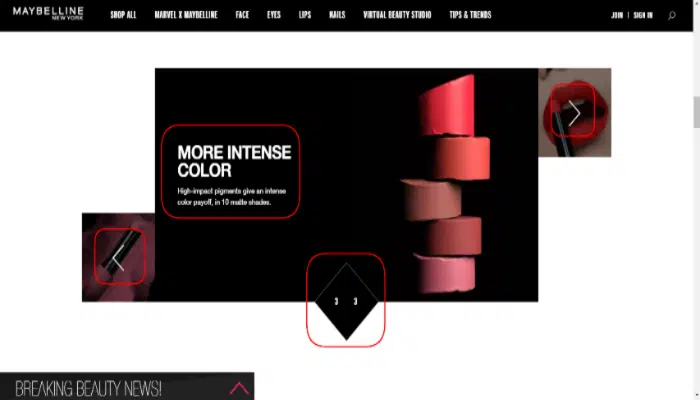 MAYBELLINE
NEW YORK
SHOP ALL MARVEL X MAYBELLINE FACE EYES LIPS NAILS VIRTUAL BEAUTY STUDIO TIPS & TRENDS JOIN | SIGN IN
MORE INTENSE
COLOR
High-impact pigments give an intense
color payoff, in 10 matte shades.
3 3
BREAKING BEAUTY NEWS!